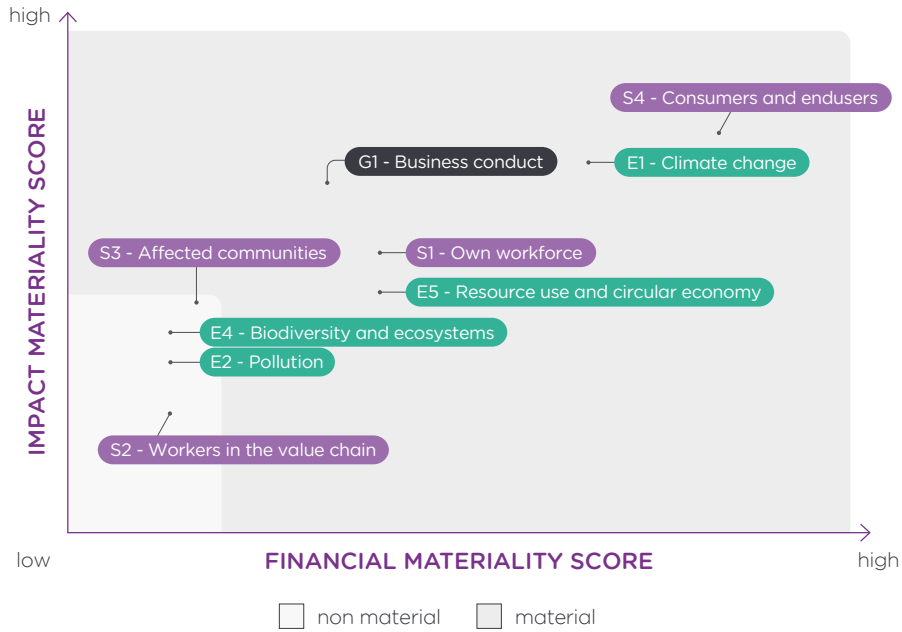 high
S4 - Consumers and endusers
G1 - Business conduct
E1 - Climate change
S3 - Affected communities
S1 - Own workforce
E5 - Resource use and circular economy
E4 - Biodiversity and ecosystems
E2 - Pollution
S2 - Workers in the value chain
IMPACT MATERIALITY SCORE
low
FINANCIAL MATERIALITY SCORE
high
non material
material